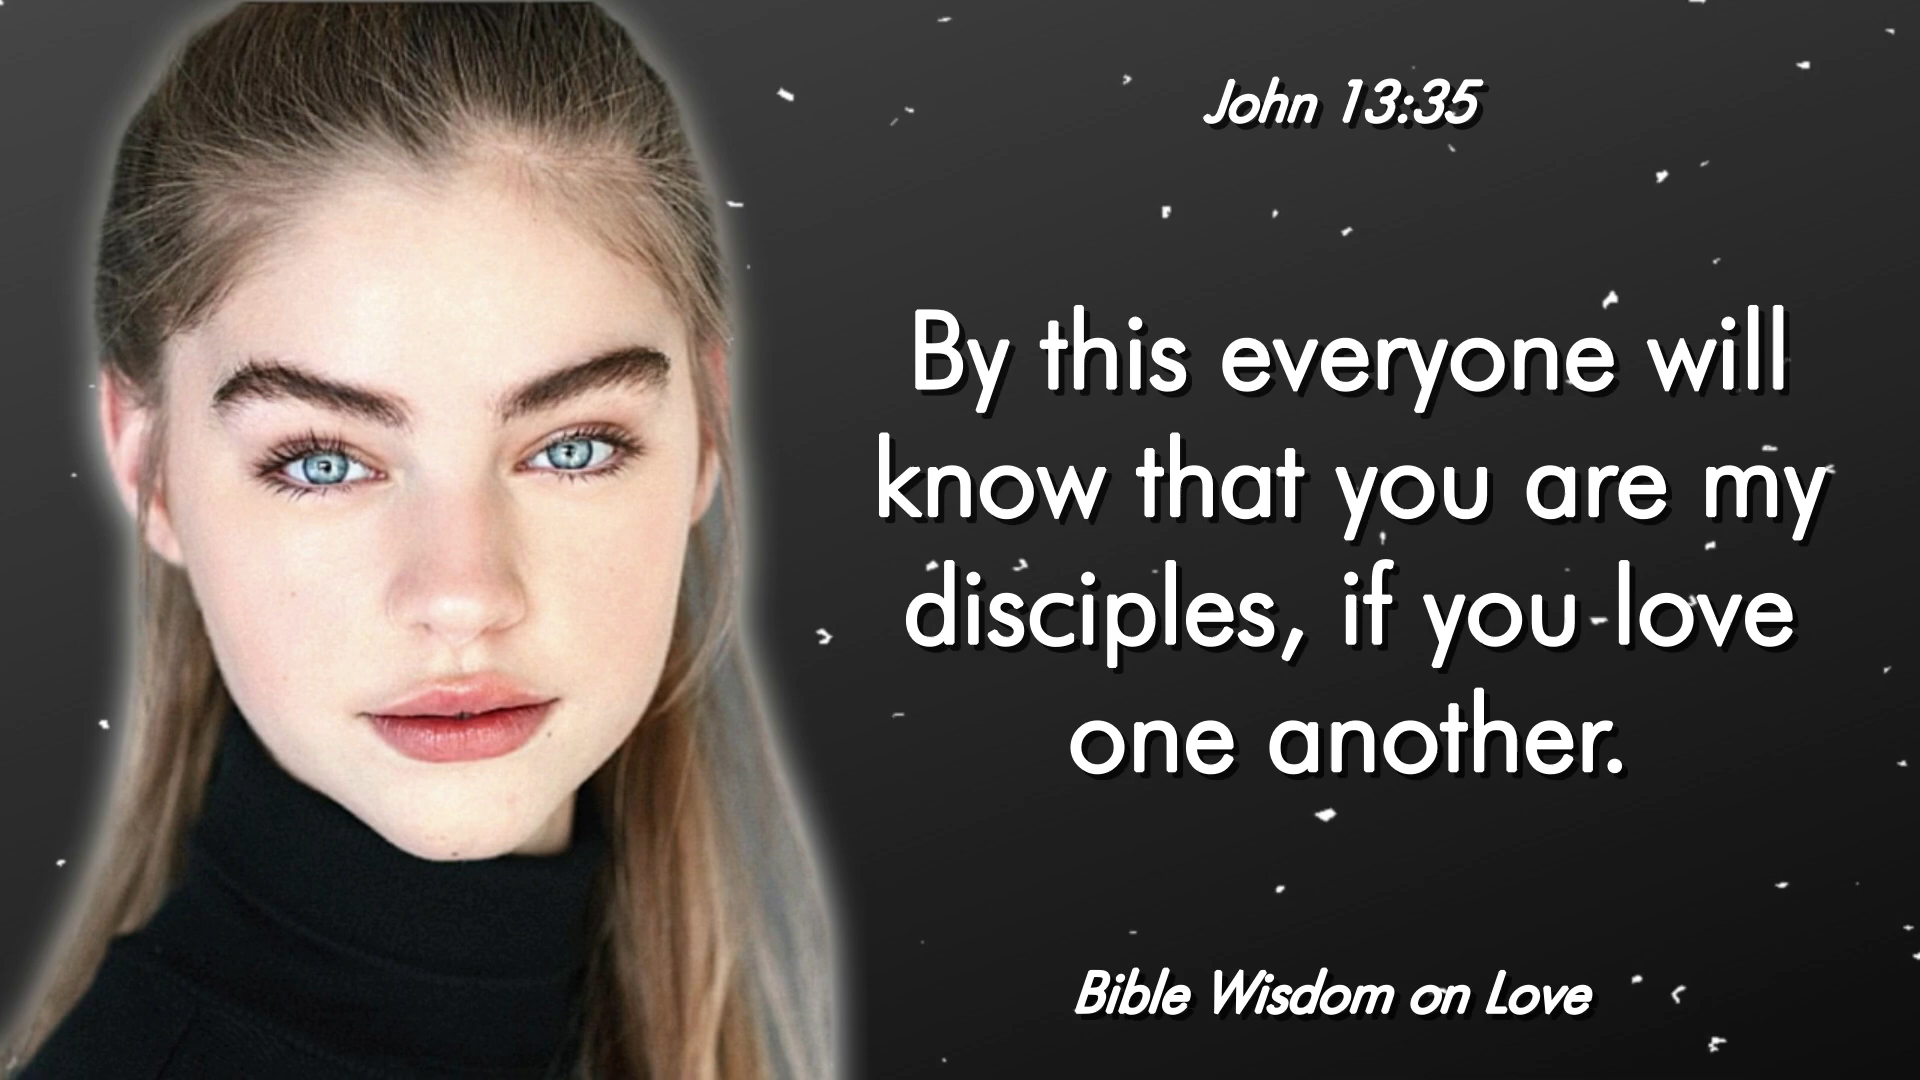 John 13:35
By this everyone will
know that you are my
disciples, if you love
one another.
Bible Wisdom on Love